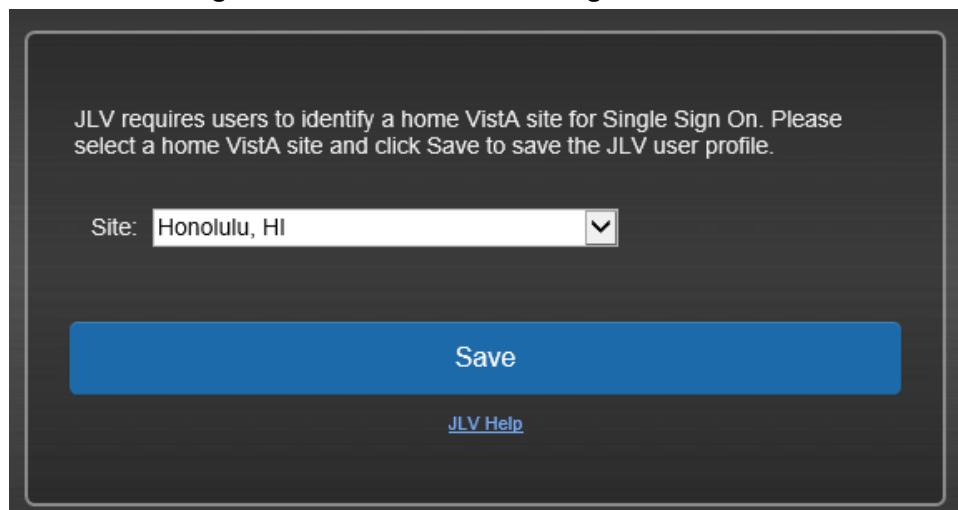 JLV requires users to identify a home VistA site for Single Sign On. Please
select a home VistA site and click Save to save the JLV user profile.
Site: Honolulu, HI
Save
JLV Help